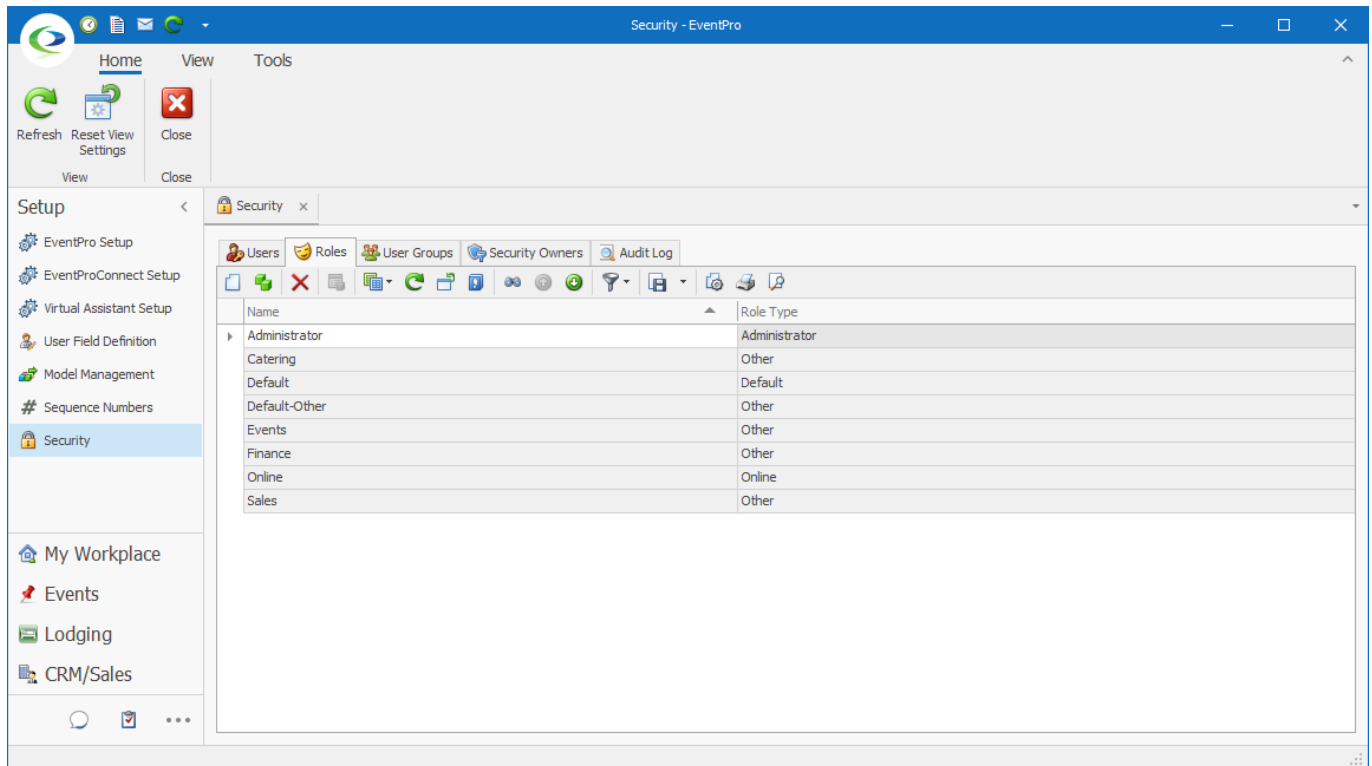 Security - EventPro
Home View Tools
Refresh Reset View Settings Close
View Close
Setup
EventPro Setup
EventProConnect Setup
Virtual Assistant Setup
User Field Definition
Model Management
# Sequence Numbers
Security
My Workplace
Events
Lodging
CRM/Sales
Security
Users Roles User Groups Security Owners Audit Log
Name Role Type
Administrator Administrator
Catering Other
Default Default
Default-Other Other
Events Other
Finance Other
Online Online
Sales Other